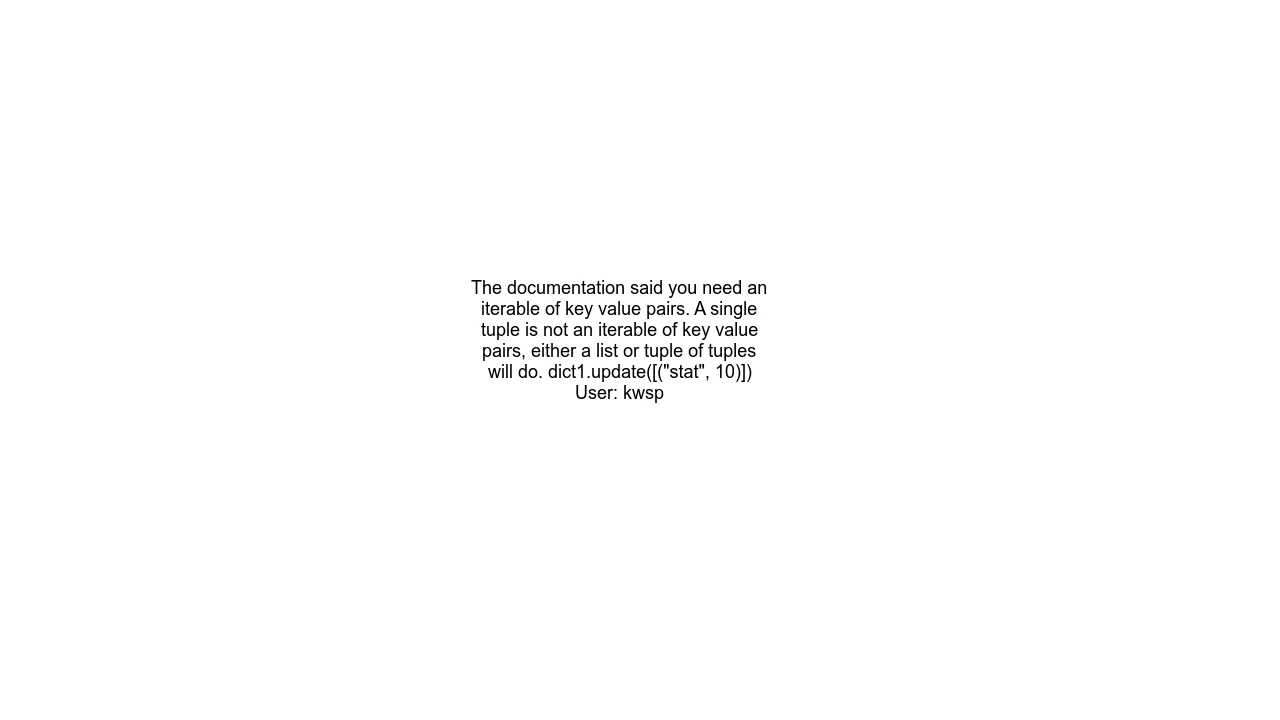 The documentation said you need an
iterable of key value pairs. A single
tuple is not an iterable of key value
pairs, either a list or tuple of tuples
will do. dict1.update([("stat", 10)])
User: kwsp